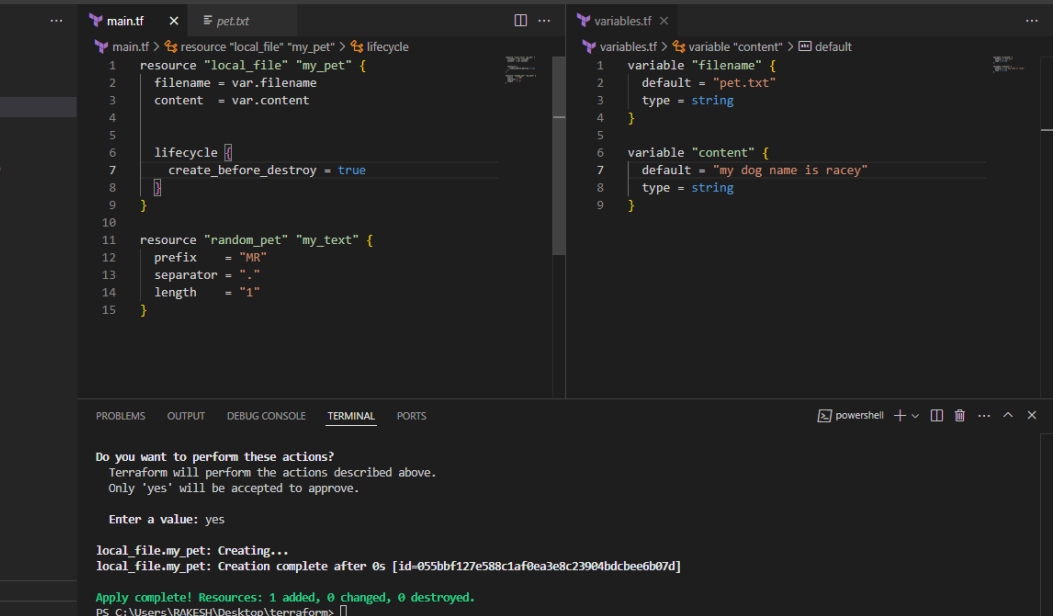 main.tf
pet.txt
variables.tf
main.tf > resource "local_file" "my_pet" > lifecycle
variables.tf > variable "content" > default
1 resource "local_file" "my_pet" {
2 filename = var.filename
3 content  = var.content
4
5
6 lifecycle {
7 create_before_destroy = true
8 }
9 }
10
11 resource "random_pet" "my_text" {
12 prefix    = "MR"
13 separator = "."
14 length    = "1"
15 }
1 variable "filename" {
2 default = "pet.txt"
3 type = string
4 }
5
6 variable "content" {
7 default = "my dog name is racey"
8 type = string
9 }
PROBLEMS OUTPUT DEBUG CONSOLE TERMINAL PORTS powershell
Do you want to perform these actions?
Terraform will perform the actions described above.
Only 'yes' will be accepted to approve.
Enter a value: yes
local_file.my_pet: Creating...
local_file.my_pet: Creation complete after 0s [id=055bbf127e588c1af0ea3e8c23904bdcbee6b07d]
Apply complete! Resources: 1 added, 0 changed, 0 destroyed.
PS C:\Users\RAKESH\Desktop\terraform>